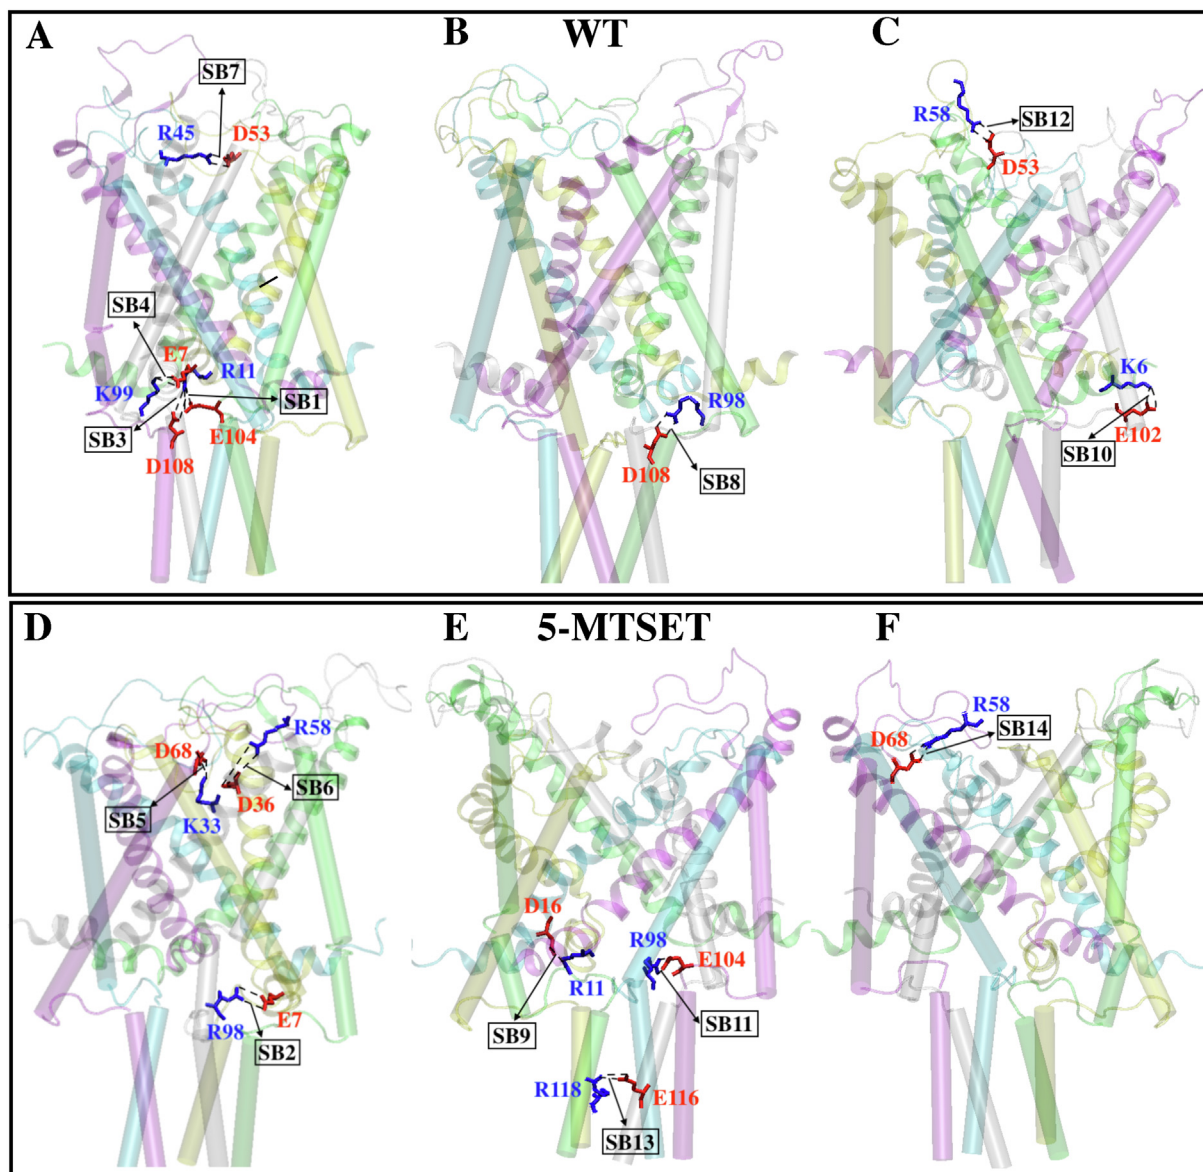 A
B
WT
C
SB7
R45
D53
R58
SB12
D53
SB4
E7
R11
K99
SB1
SB3
E104
D108
R98
D108
SB8
K6
E102
SB10
D
E
5-MTSET
F
R58
D68
SB6
D36
SB5
K33
R98
E7
SB2
D16
R98
E104
R11
SB9
SB11
R118
E116
SB13
R58
D68
SB14